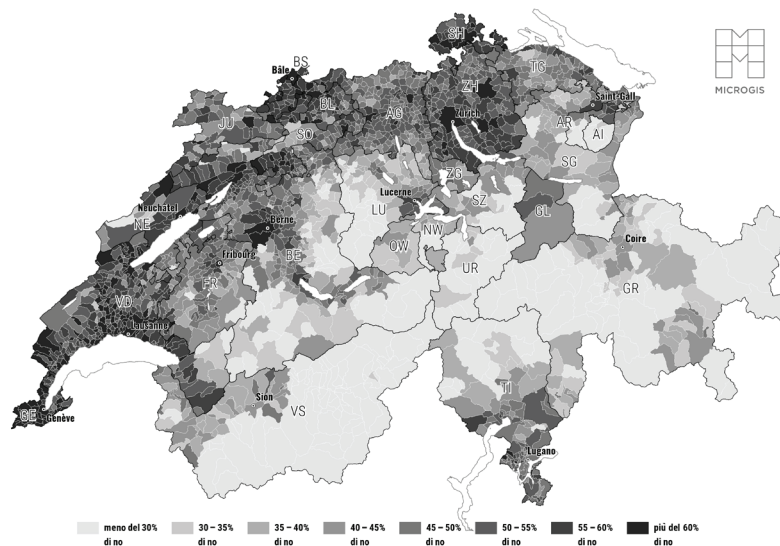 SH
MICROGIS
BS
Bâle
TG
BL
ZH
Saint-Gall
AG
Zürich
JU
AR
AI
SO
SG
ZG
Lucerne
SZ
Neuchâtel
LU
GL
NE
Berne
NW
Coire
OW
BE
Fribourg
UR
FR
GR
VD
Lausanne
TI
Sion
VS
GE
Genève
Lugano
meno del 30% 30 – 35% 35 – 40% 40 – 45% 45 – 50% 50 – 55% 55 – 60% piú del 60%
di no di no di no di no di no di no di no di no